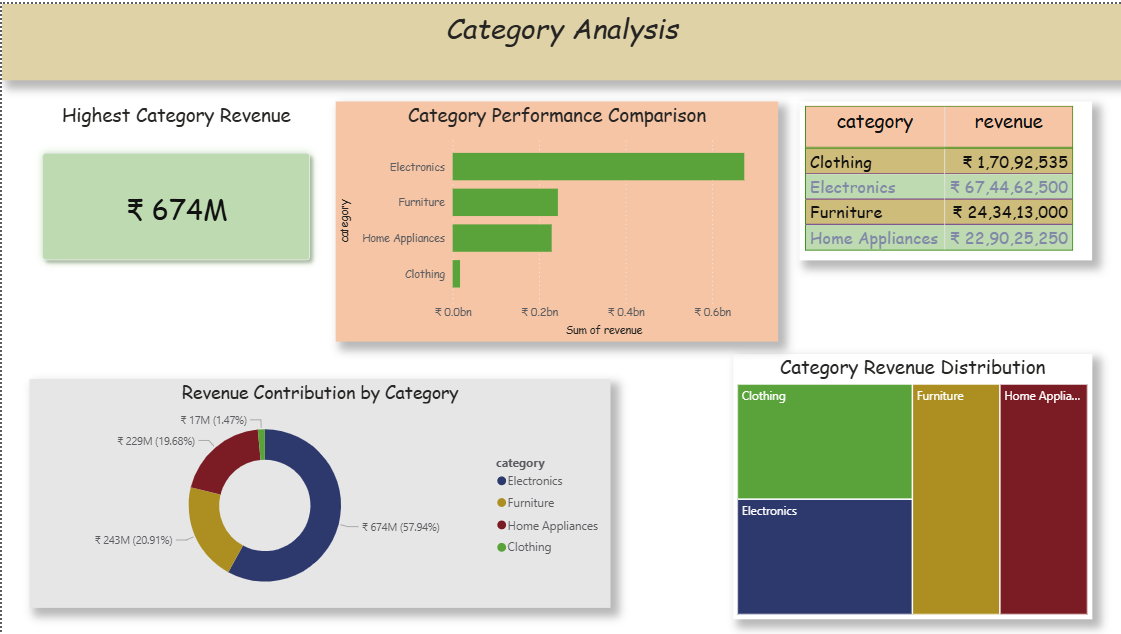 Category Analysis
Highest Category Revenue
₹ 674M
Category Performance Comparison
category
Electronics
Furniture
Home Appliances
Clothing
₹ 0.0bn ₹ 0.2bn ₹ 0.4bn ₹ 0.6bn
Sum of revenue
category revenue
Clothing ₹ 1,70,92,535
Electronics ₹ 67,44,62,500
Furniture ₹ 24,34,13,000
Home Appliances ₹ 22,90,25,250
Revenue Contribution by Category
₹ 17M (1.47%)
₹ 229M (19.68%)
₹ 243M (20.91%)
₹ 674M (57.94%)
category
Electronics
Furniture
Home Appliances
Clothing
Category Revenue Distribution
Clothing
Electronics
Furniture
Home Applia...